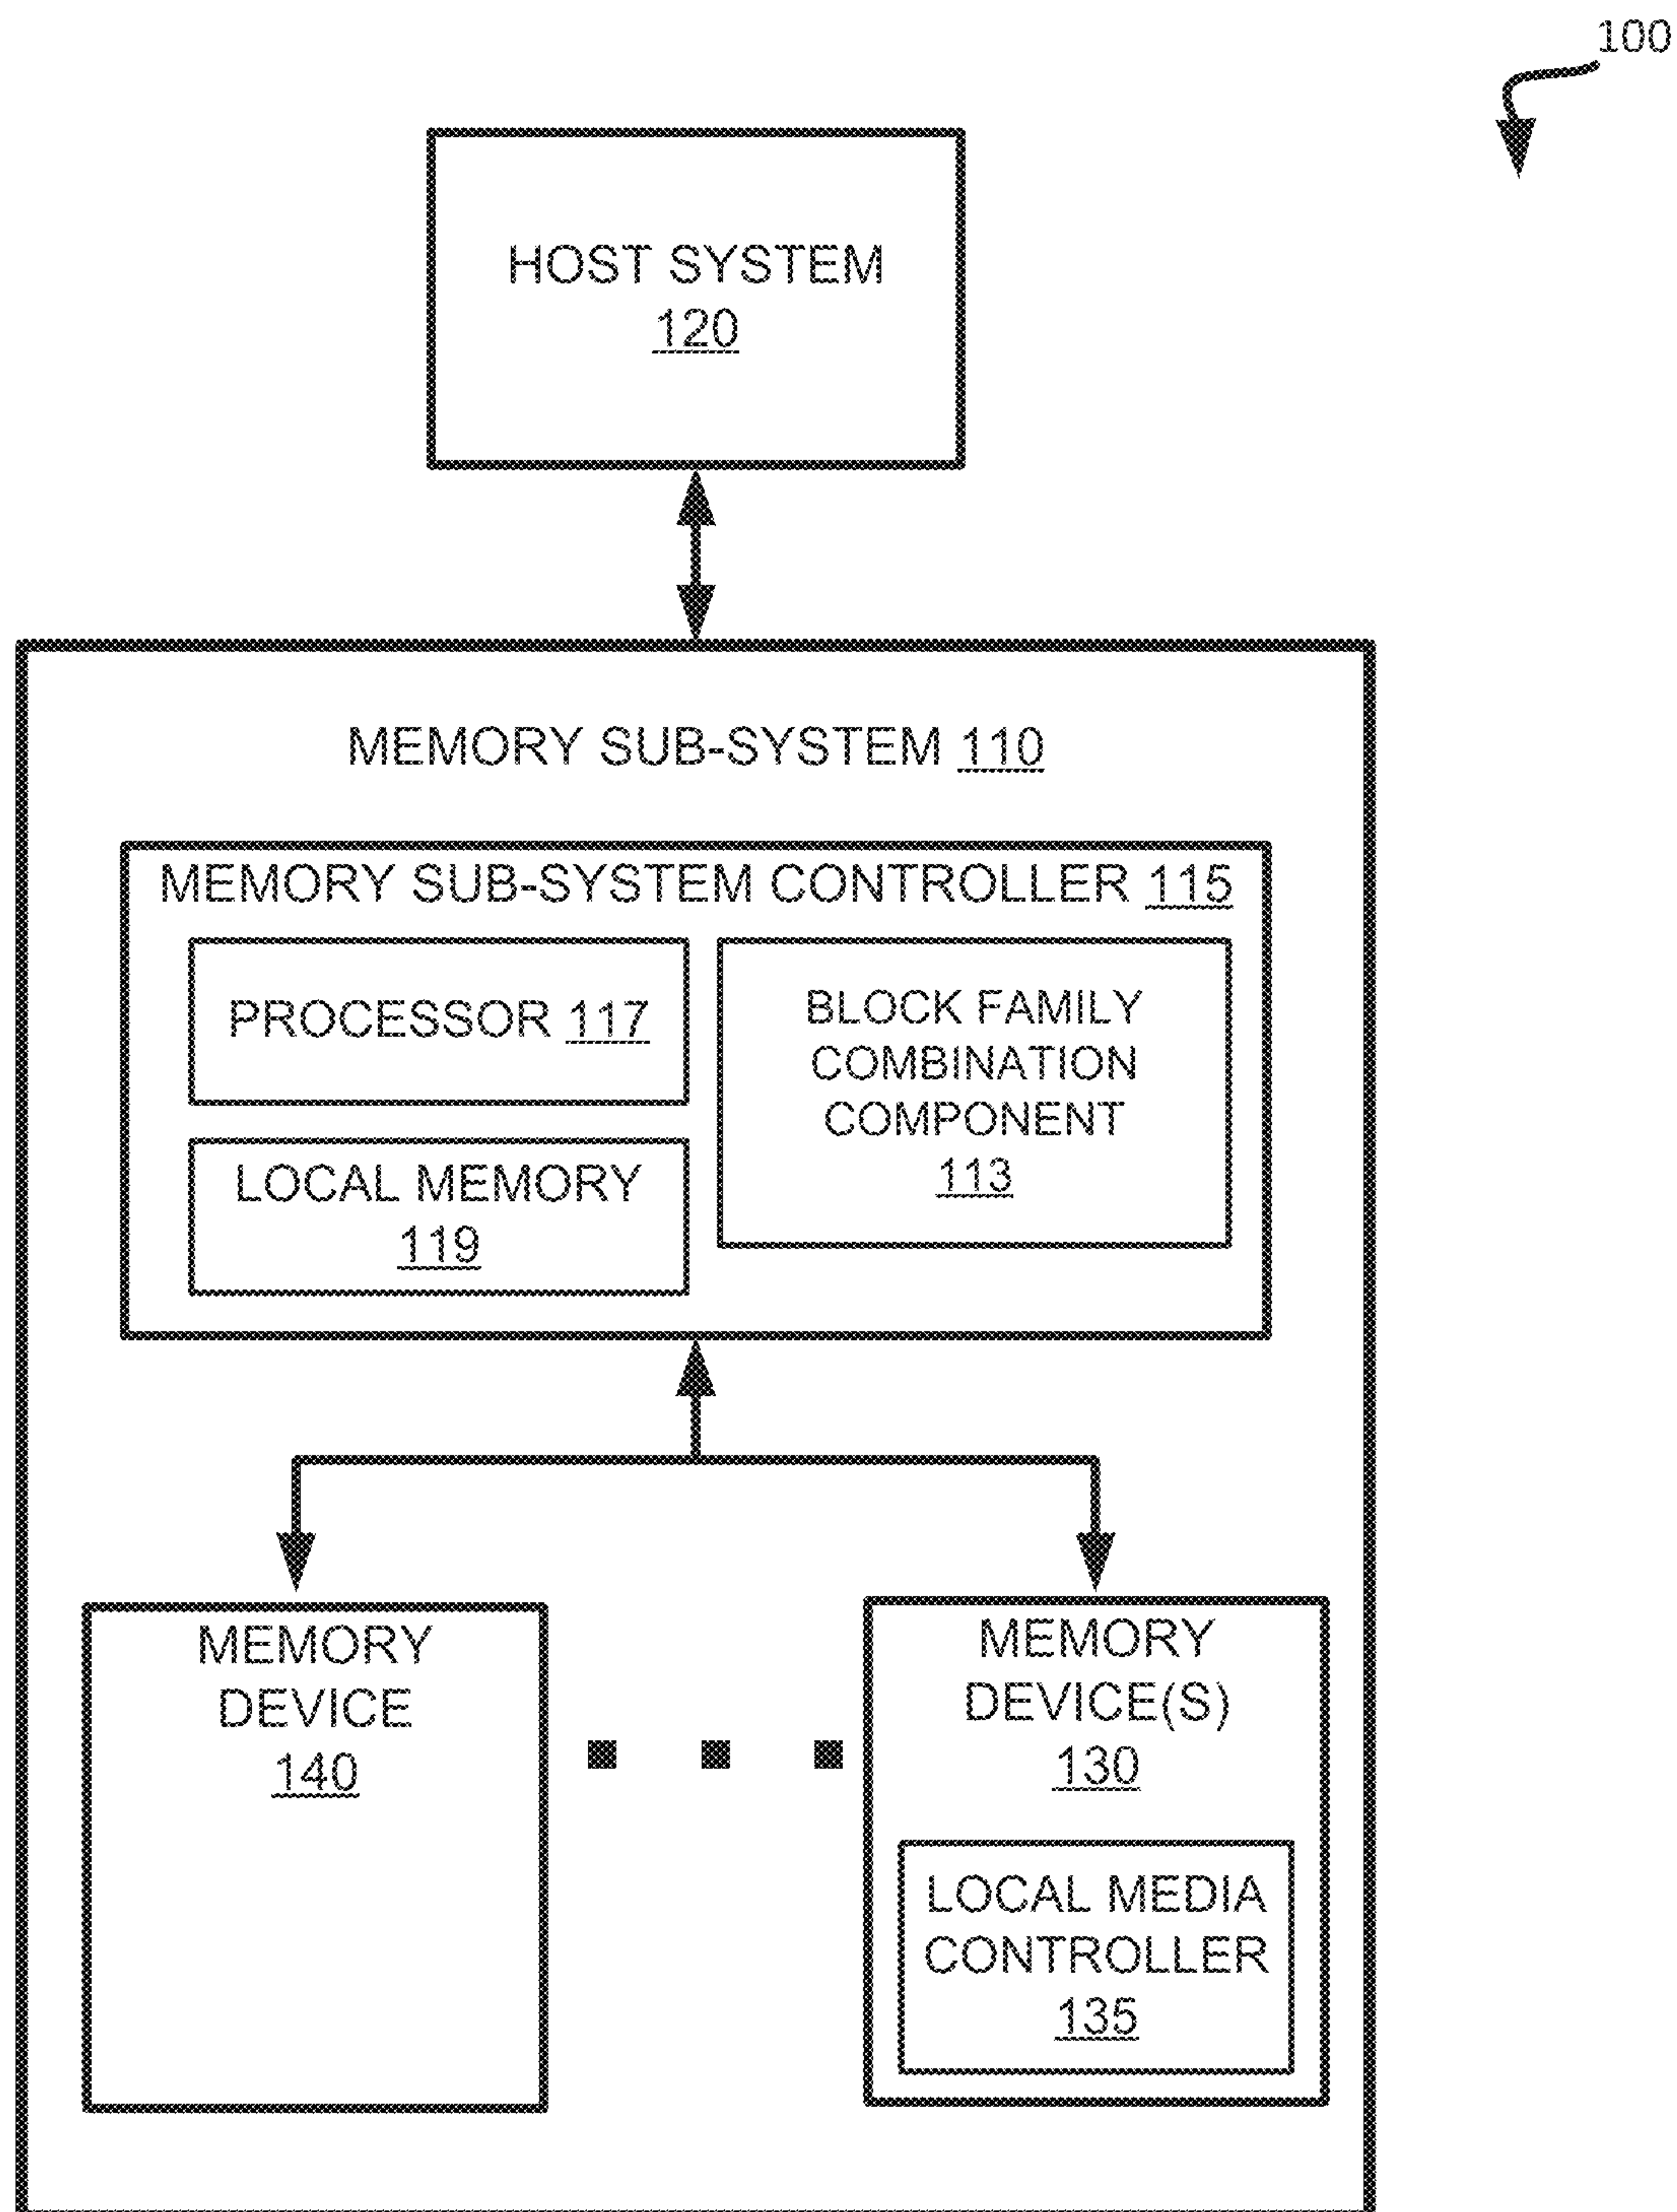 100
HOST SYSTEM
120
MEMORY SUB-SYSTEM 110
MEMORY SUB-SYSTEM CONTROLLER 115
PROCESSOR 117
BLOCK FAMILY
COMBINATION
COMPONENT
113
LOCAL MEMORY
119
MEMORY
DEVICE
140
MEMORY
DEVICE(S)
130
LOCAL MEDIA
CONTROLLER
135